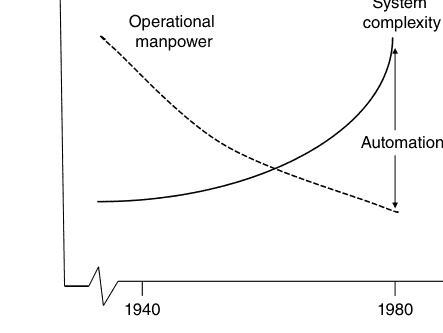 Operational
manpower
System
complexity
Automation
1940
1980